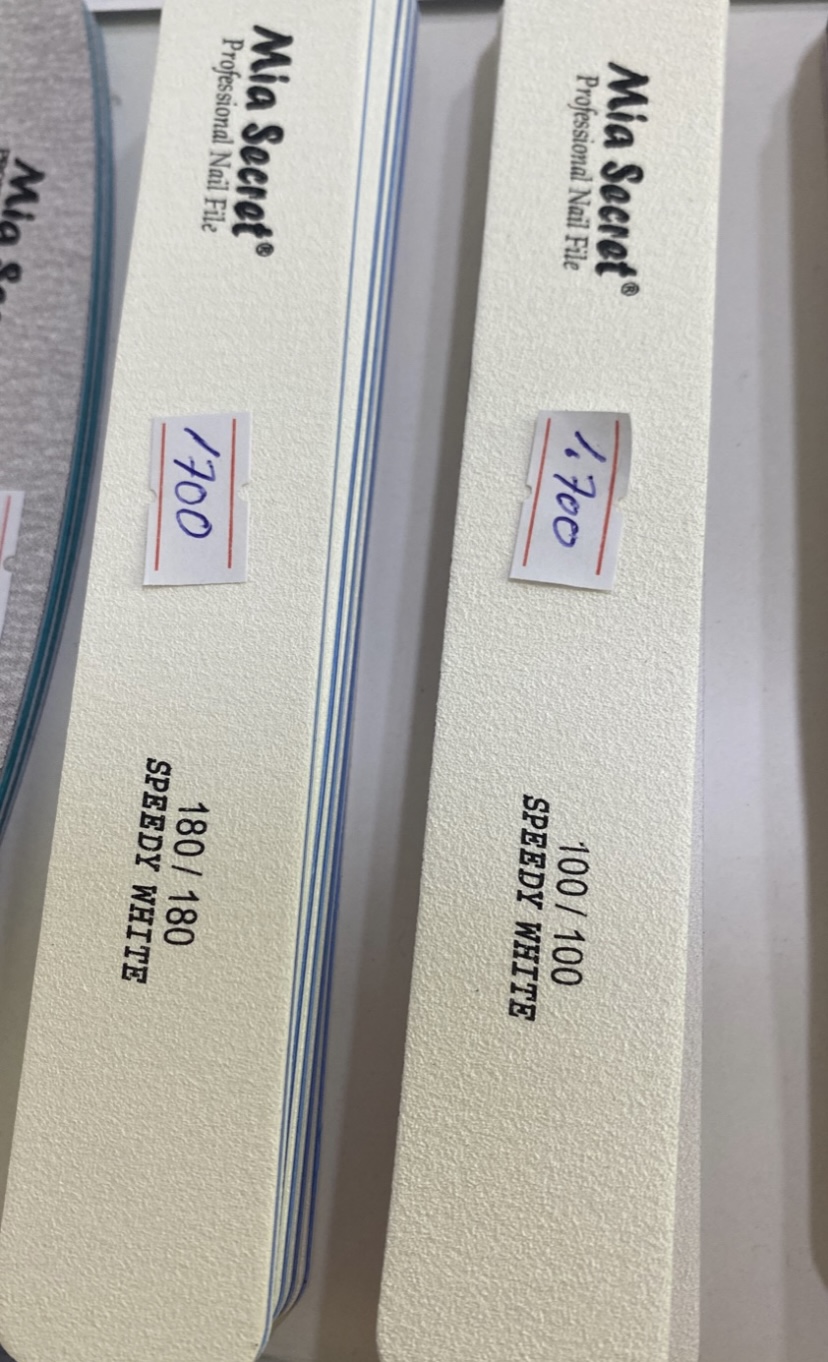 Mia Secret®
Professional Nail File
1700
180/ 180
SPEEDY WHITE
Mia Secret®
Professional Nail File
1.700
100/ 100
SPEEDY WHITE
Mia